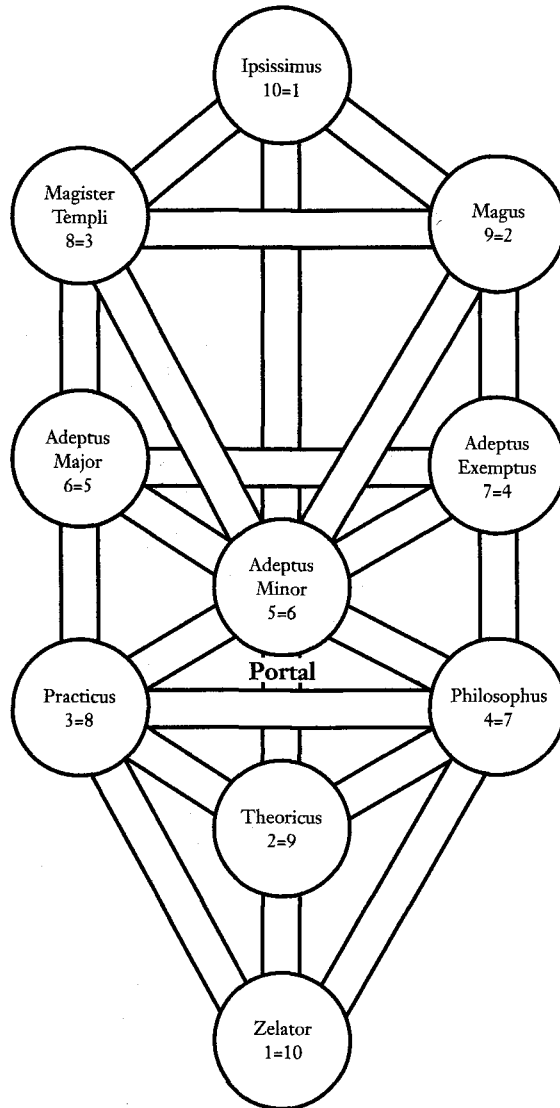 Ipsissimus
10=1
Magister
Templi
8=3
Magus
9=2
Adeptus
Major
6=5
Adeptus
Exemptus
7=4
Adeptus
Minor
5=6
Portal
Practicus
3=8
Philosophus
4=7
Theoricus
2=9
Zelator
1=10